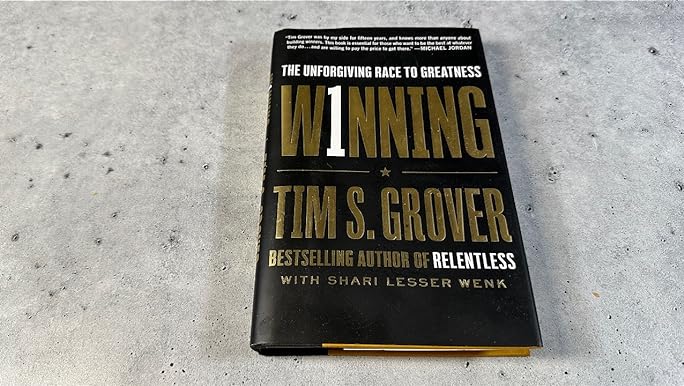 "Tim Grover was by my side for fifteen years, and knows more than anyone about
building winners. This book is essential for those who want to be the best at whatever
they do...and are willing to pay the price to get there." —MICHAEL JORDAN
THE UNFORGIVING RACE TO GREATNESS
W1NNING
TIM S. GROVER
BESTSELLING AUTHOR OF RELENTLESS
WITH SHARI LESSER WENK